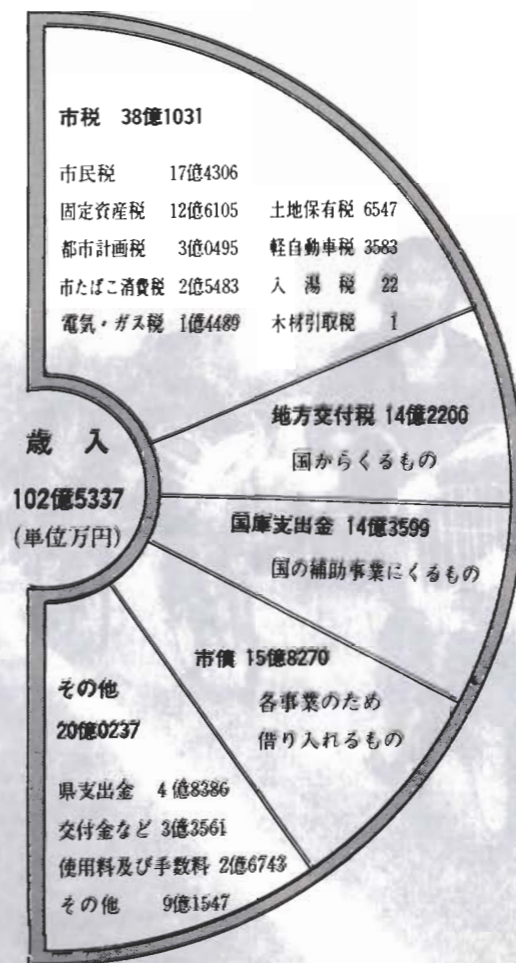 市税 38億1031
市民税 17億4306
固定資産税 12億6105
都市計画税 3億0495
市たばこ消費税 2億5483
電気・ガス税 1億4489
土地保有税 6547
軽自動車税 3583
入湯税 22
木材引取税 1
地方交付税 14億2200
国からくるもの
国庫支出金 14億3599
国の補助事業にくるもの
市債 15億8270
各事業のため
借り入れるもの
その他
20億0237
県支出金 4億8386
交付金など 3億3561
使用料及び手数料 2億6743
その他 9億1547
歳入
102億5337
(単位万円)